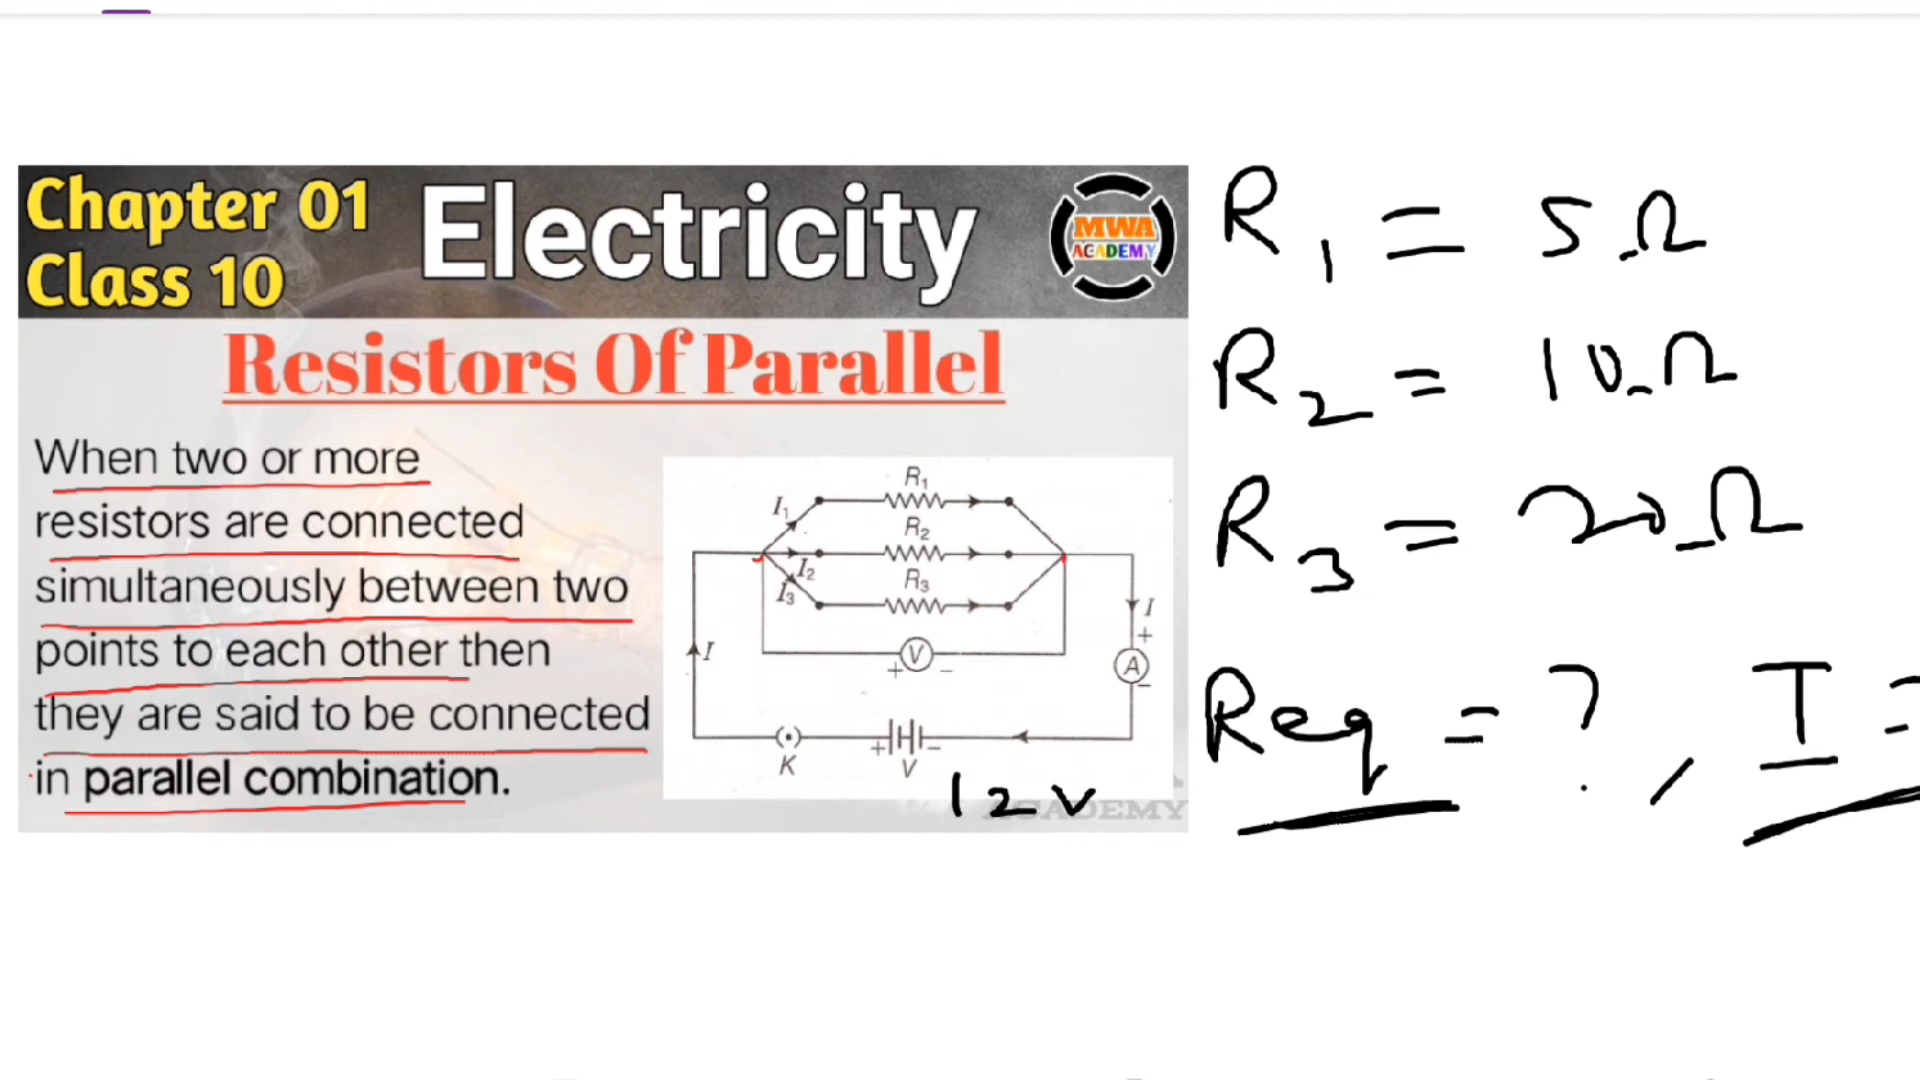 Chapter 01
Class 10
Electricity
MWA
ACADEMY
Resistors Of Parallel
When two or more
resistors are connected
simultaneously between two
points to each other then
they are said to be connected
in parallel combination.
R1
I1
R2
I2
R3
I3
I
V
+ −
I
+
A
−
K
+ −
V
12V
ACADEMY
R1 = 5Ω
R2 = 10Ω
R3 = 20Ω
Req = ?, I =